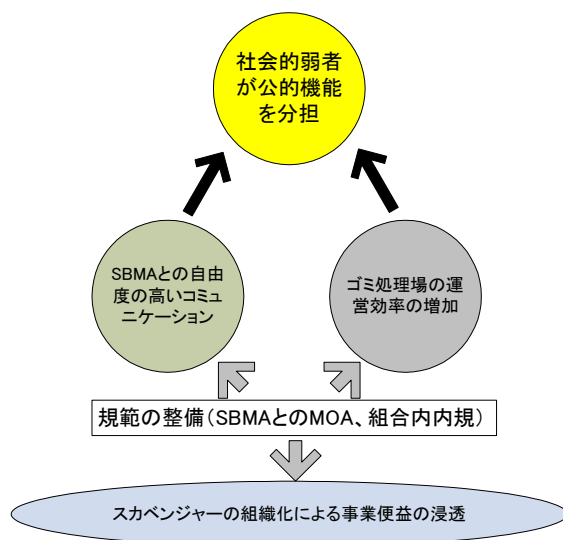 社会的弱者
が公的機能
を分担
SBMAとの自由
度の高いコミュ
ニケーション
ゴミ処理場の運
営効率の増加
規範の整備（SBMAとのMOA、組合内内規）
スカベンジャーの組織化による事業便益の浸透